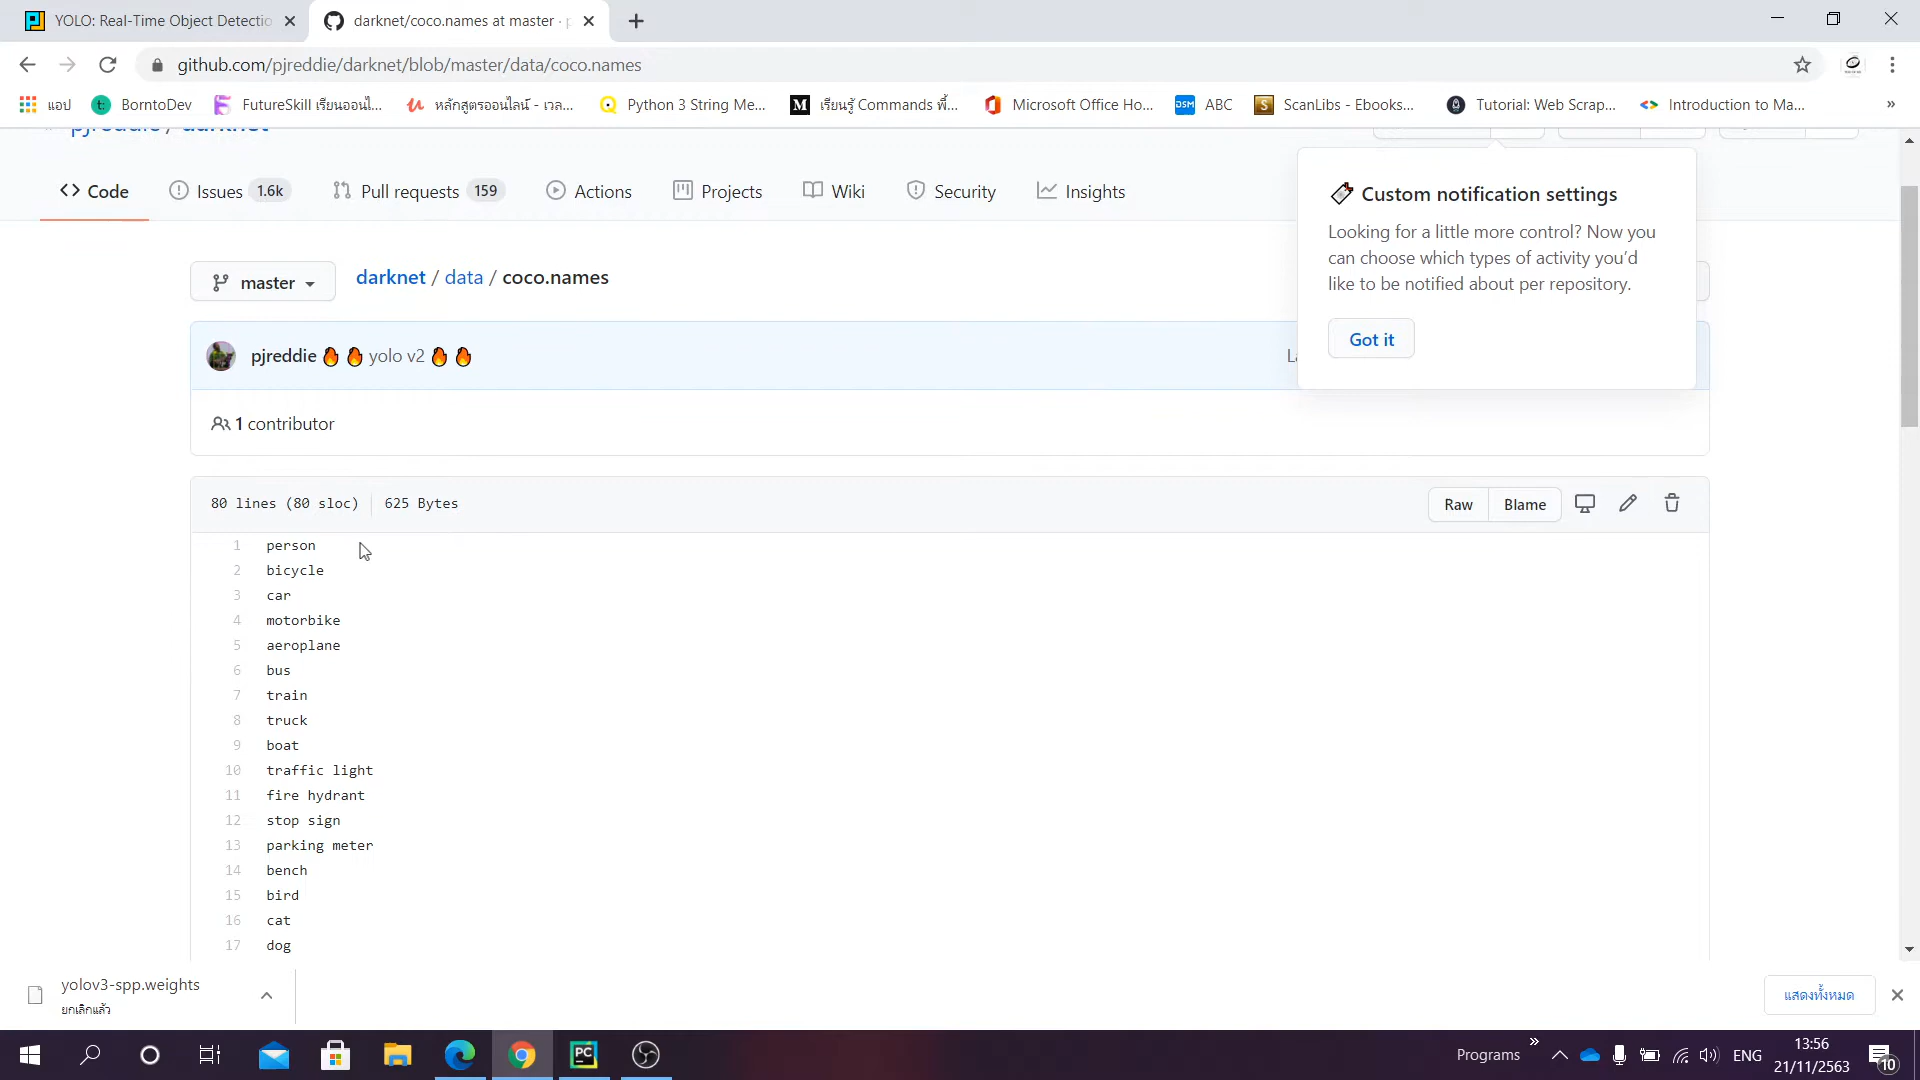 YOLO: Real-Time Object Detectio
darknet/coco.names at master · p
github.com/pjreddie/darknet/blob/master/data/coco.names
แอป
BorntoDev
FutureSkill เรียนออนไ...
หลักสูตรออนไลน์ - เวล...
Python 3 String Me...
เรียนรู้ Commands พื้...
Microsoft Office Ho...
ABC
ScanLibs - Ebooks...
Tutorial: Web Scrap...
Introduction to Ma...
»
pjreddie / darknet
Code
Issues 1.6k
Pull requests 159
Actions
Projects
Wiki
Security
Insights
Custom notification settings
Looking for a little more control? Now you
can choose which types of activity you'd
like to be notified about per repository.
Got it
master
darknet / data / coco.names
pjreddie 🔥🔥 yolo v2 🔥🔥
1 contributor
80 lines (80 sloc)
625 Bytes
Raw
Blame
1 person
2 bicycle
3 car
4 motorbike
5 aeroplane
6 bus
7 train
8 truck
9 boat
10 traffic light
11 fire hydrant
12 stop sign
13 parking meter
14 bench
15 bird
16 cat
17 dog
yolov3-spp.weights
ยกเลิกแล้ว
แสดงทั้งหมด
Programs
»
ENG
13:56
21/11/2563
10